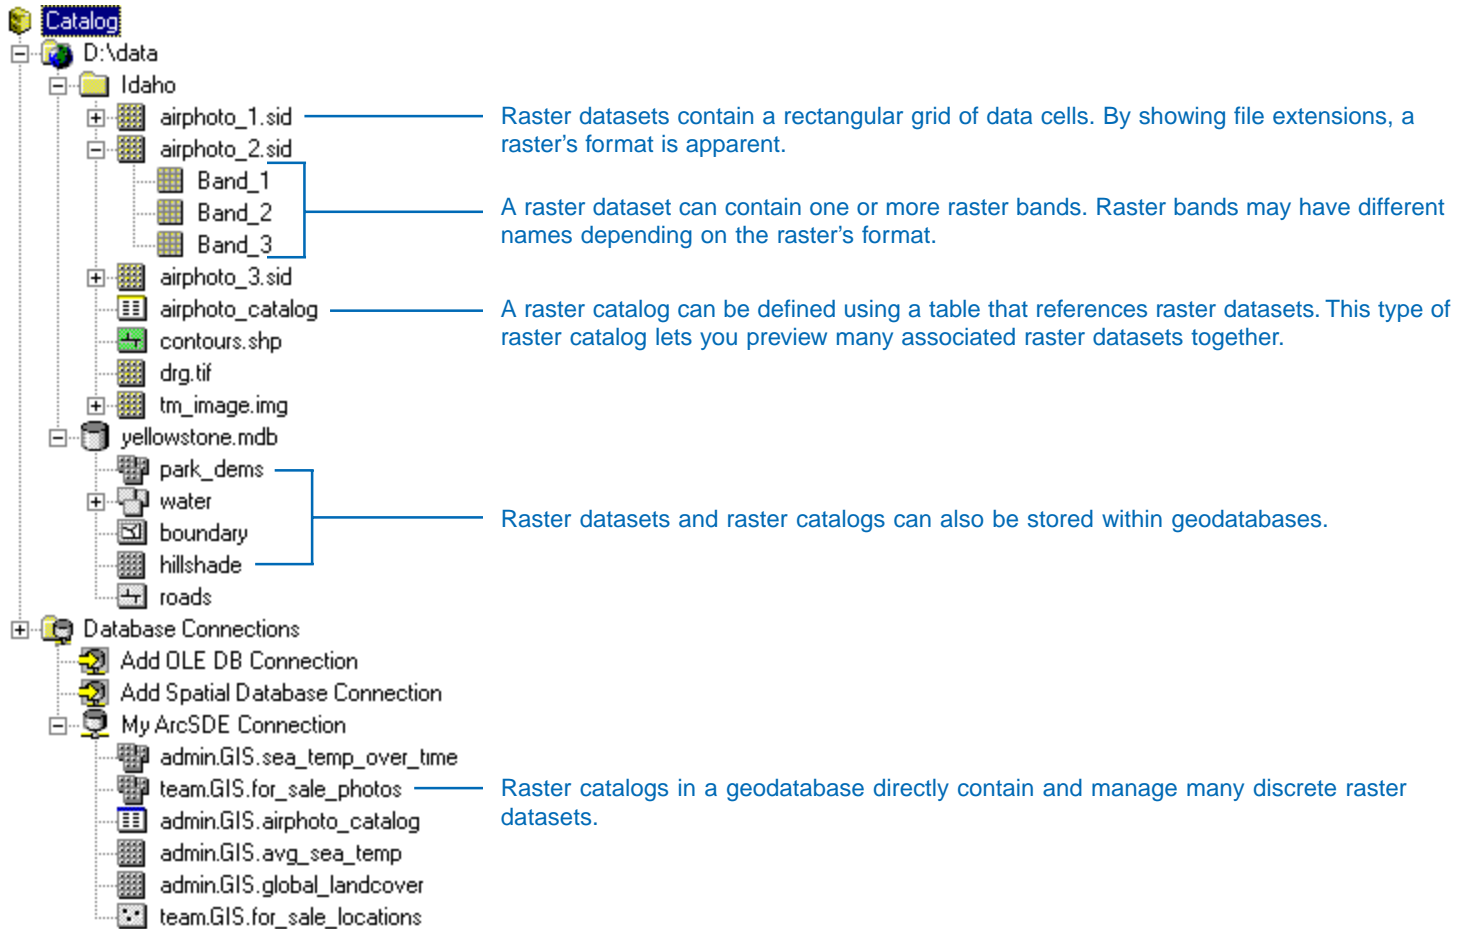 Catalog
D:\data
Idaho
airphoto_1.sid
Raster datasets contain a rectangular grid of data cells. By showing file extensions, a
raster's format is apparent.
airphoto_2.sid
Band_1
Band_2
Band_3
A raster dataset can contain one or more raster bands. Raster bands may have different
names depending on the raster's format.
airphoto_3.sid
airphoto_catalog
A raster catalog can be defined using a table that references raster datasets. This type of
raster catalog lets you preview many associated raster datasets together.
contours.shp
drg.tif
tm_image.img
yellowstone.mdb
park_dems
water
boundary
hillshade
Raster datasets and raster catalogs can also be stored within geodatabases.
roads
Database Connections
Add OLE DB Connection
Add Spatial Database Connection
My ArcSDE Connection
admin.GIS.sea_temp_over_time
team.GIS.for_sale_photos
Raster catalogs in a geodatabase directly contain and manage many discrete raster
datasets.
admin.GIS.airphoto_catalog
admin.GIS.avg_sea_temp
admin.GIS.global_landcover
team.GIS.for_sale_locations